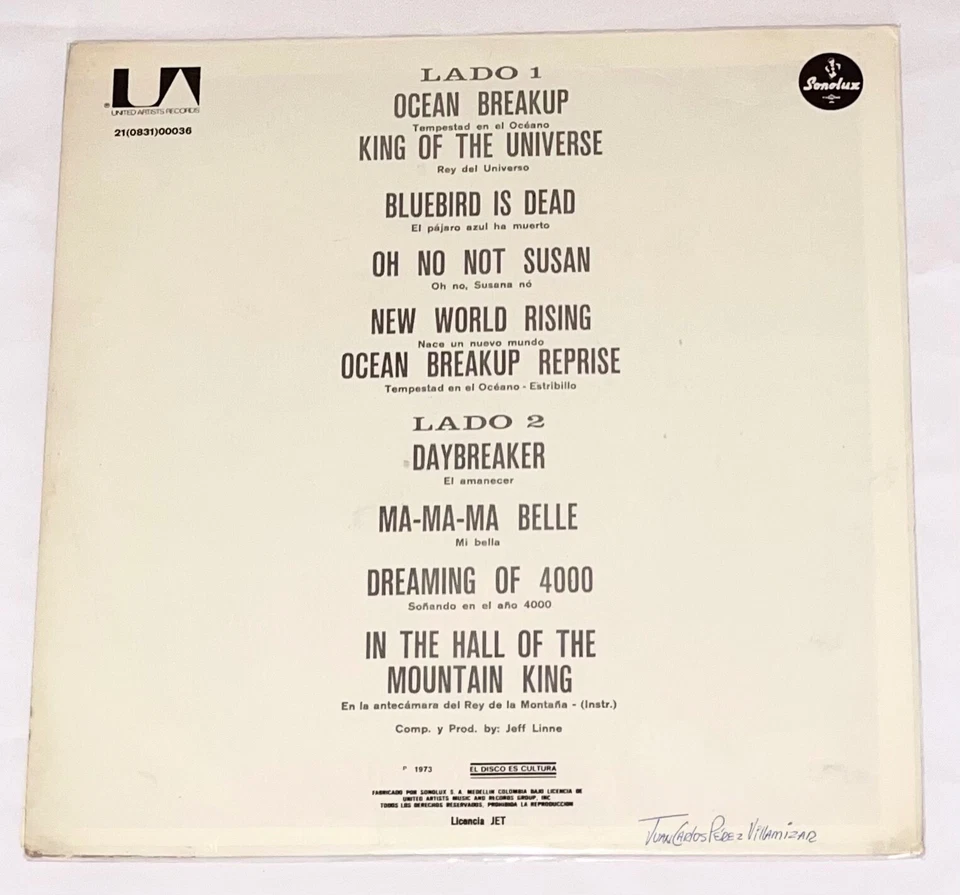 LADO 1
UA
® UNITED ARTISTS RECORDS
21(0831)00036
Sonolux
OCEAN BREAKUP
Tempestad en el Océano
KING OF THE UNIVERSE
Rey del Universo
BLUEBIRD IS DEAD
El pájaro azul ha muerto
OH NO NOT SUSAN
Oh no, Susana nó
NEW WORLD RISING
Nace un nuevo mundo
OCEAN BREAKUP REPRISE
Tempestad en el Océano - Estribillo
LADO 2
DAYBREAKER
El amanecer
MA-MA-MA BELLE
Mi bella
DREAMING OF 4000
Soñando en el año 4000
IN THE HALL OF THE
MOUNTAIN KING
En la antecámara del Rey de la Montaña - (Instr.)
Comp. y Prod. by: Jeff Linne
P 1973
EL DISCO ES CULTURA
FABRICADO POR SONOLUX S. A. MEDELLIN COLOMBIA BAJO LICENCIA DE
UNITED ARTISTS MUSIC AND RECORDS GROUP, INC
TODOS LOS DERECHOS RESERVADOS, PROHIBIDA LA REPRODUCCION
Licencia JET
Juan Carlos Pérez Villamizar